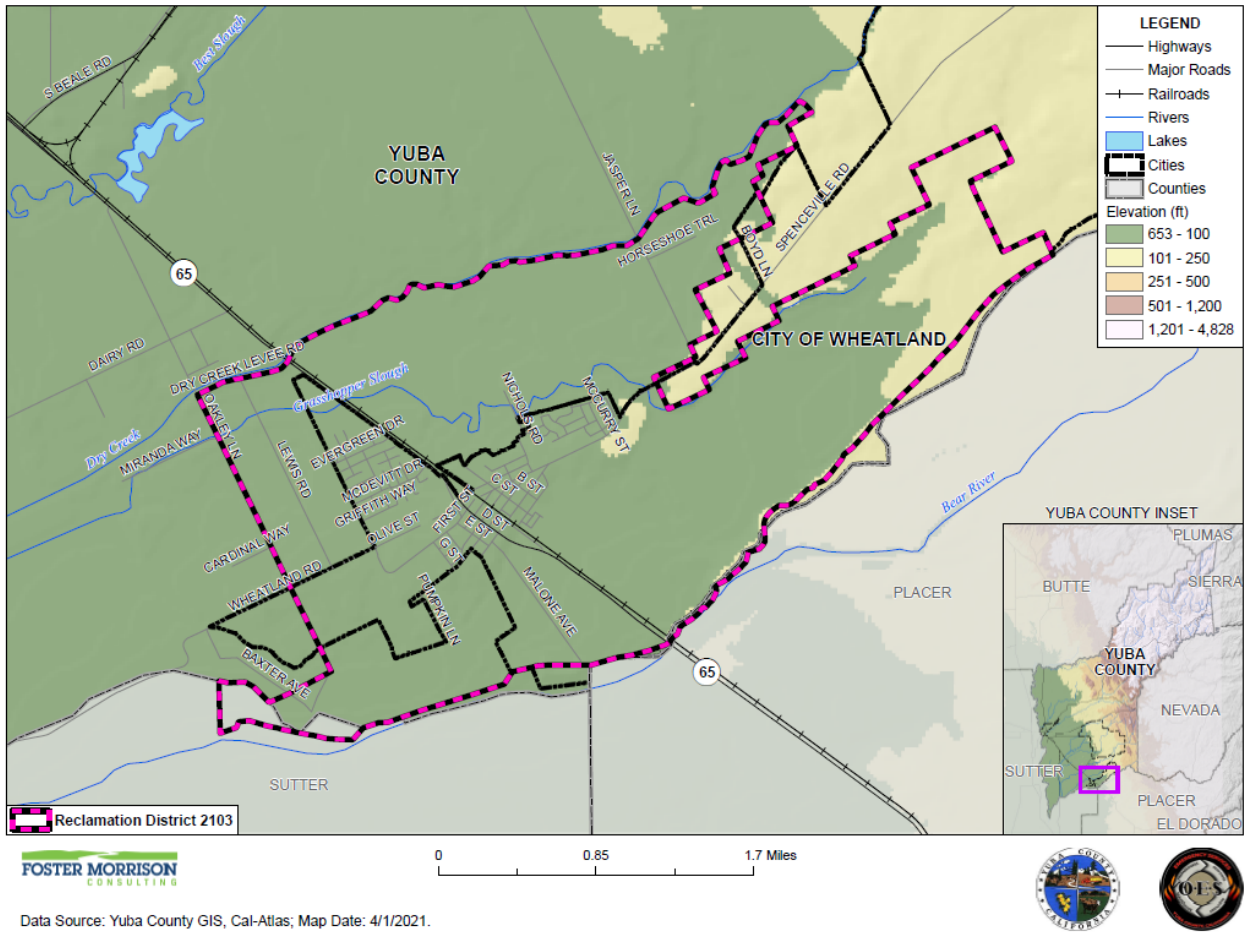 S BEALE RD
Best Slough
YUBA
COUNTY
65
JASPER LN
HORSESHOE TRL
BOYD LN
SPENCEVILLE RD
CITY OF WHEATLAND
DAIRY RD
DRY CREEK LEVEE RD
OAKLEY LN
Grasshopper Slough
Dry Creek
MIRANDA WAY
LEWIS RD
EVERGREEN DR
MCDEVITT DR
GRIFFITH WAY
OLIVE ST
NICHOLS RD
MCCURRY ST
B ST
C ST
D ST
E ST
FIRST ST
G ST
CARDINAL WAY
WHEATLAND RD
PUMPKIN LN
MALONE AVE
BAXTER AVE
65
Bear River
PLACER
SUTTER
LEGEND
Highways
Major Roads
Railroads
Rivers
Lakes
Cities
Counties
Elevation (ft)
653 - 100
101 - 250
251 - 500
501 - 1,200
1,201 - 4,828
YUBA COUNTY INSET
PLUMAS
BUTTE
SIERRA
YUBA
COUNTY
NEVADA
SUTTER
PLACER
EL DORADO
Reclamation District 2103
FOSTER MORRISON
CONSULTING
0 0.85 1.7 Miles
YUBA COUNTY
CALIFORNIA
O·E·S
Data Source: Yuba County GIS, Cal-Atlas; Map Date: 4/1/2021.